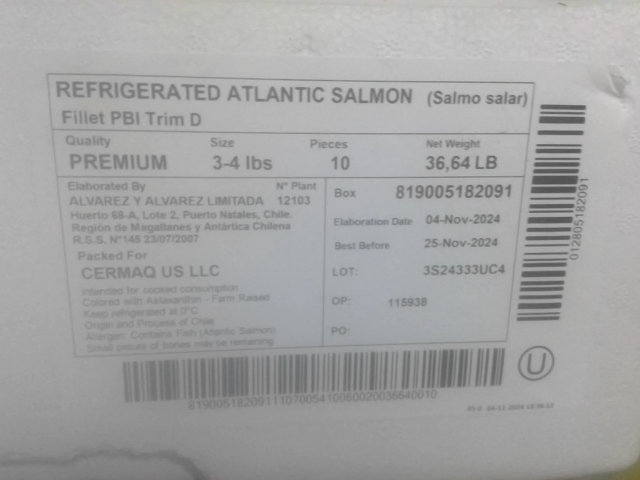 REFRIGERATED ATLANTIC SALMON (Salmo salar)
Fillet PBI Trim D
Quality Size Pieces Net Weight
PREMIUM 3-4 lbs 10 36,64 LB
Elaborated By N° Plant
ALVAREZ Y ALVAREZ LIMITADA 12103
Huerto 68-A, Lote 2, Puerto Natales, Chile.
Región de Magallanes y Antártica Chilena
R.S.S. N°145 23/07/2007
Packed For
CERMAQ US LLC
Intended for cooked consumption
Colored with Astaxanthin - Farm Raised
Keep refrigerated at 0°C
Origin and Process of Chile
Allergen: Contains Fish (Atlantic Salmon)
Small pieces of bones may be remaining
Box 819005182091
Elaboration Date 04-Nov-2024
Best Before 25-Nov-2024
LOT: 3S24333UC4
OP: 115938
PO:
012805182091
U
8190051820911107005410060020036640010